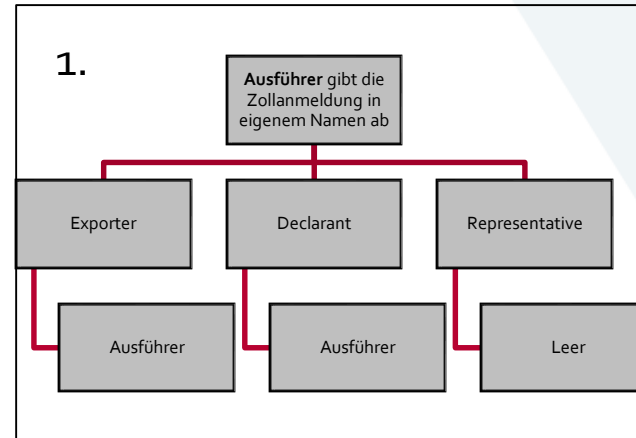 1.
Ausführer gibt die
Zollanmeldung in
eigenem Namen ab
Exporter
Declarant
Representative
Ausführer
Ausführer
Leer